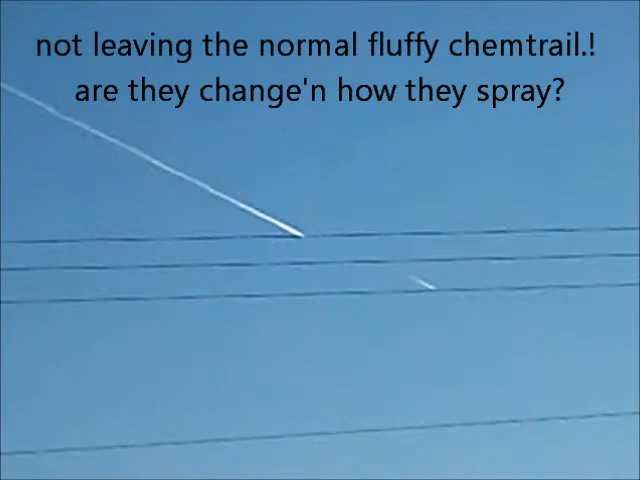 not leaving the normal fluffy chemtrail.!
are they change'n how they spray?